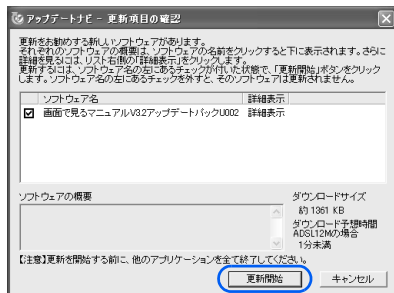 アップデートナビ - 更新項目の確認
更新をお勧めする新しいソフトウェアがあります。
それぞれのソフトウェアの概要は、ソフトウェアの名前をクリックすると下に表示されます。さらに
詳細を見るには、リスト右側の「詳細表示」をクリックします。
更新するには、ソフトウェア名の左にあるチェックが付いた状態で、「更新開始」ボタンをクリック
します。ソフトウェア名の左にあるチェックを外すと、そのソフトウェアは更新されません。
ソフトウェア名 詳細表示
画面で見るマニュアルV3.2アップデートパックU002 詳細表示
ソフトウェアの概要 ダウンロードサイズ
約 1361 KB
ダウンロード予想時間
ADSL12Mの場合
1分未満
【注意】更新を開始する前に、他のアプリケーションを全て終了してください。
更新開始 キャンセル